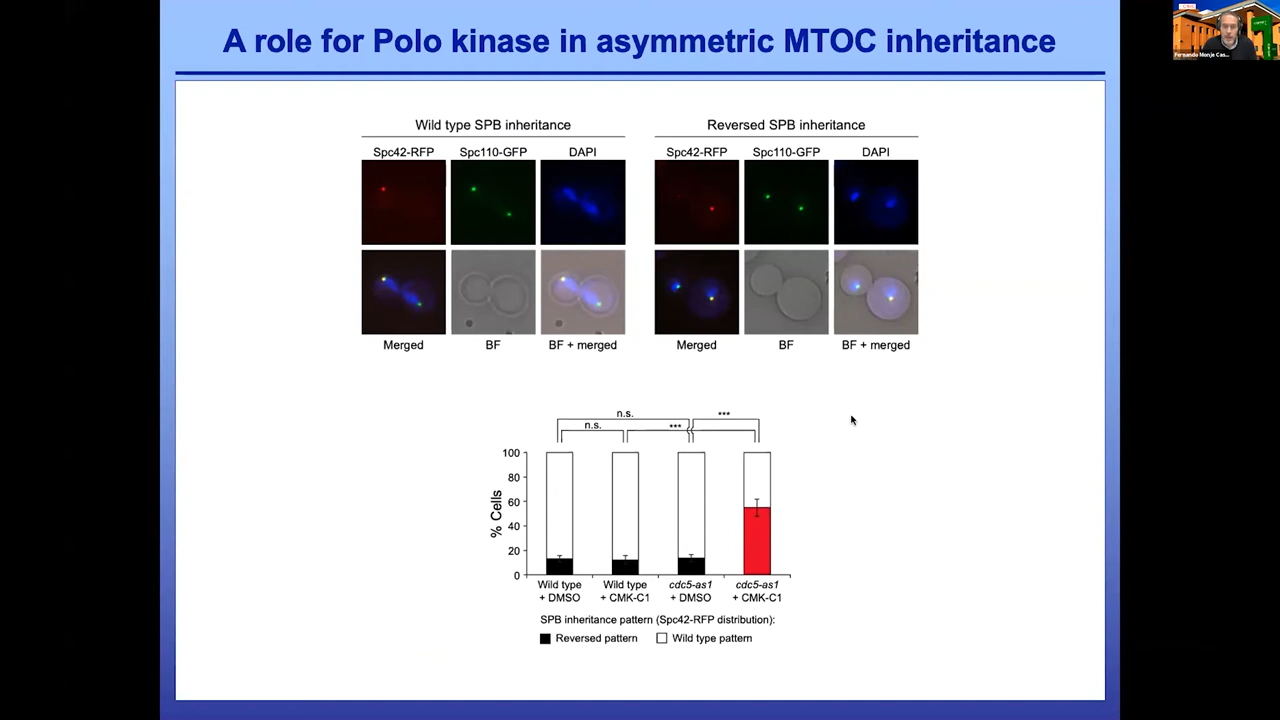 A role for Polo kinase in asymmetric MTOC inheritance
Fernando Monje Cas...
Wild type SPB inheritance
Reversed SPB inheritance
Spc42-RFP Spc110-GFP DAPI
Spc42-RFP Spc110-GFP DAPI
Merged BF BF + merged
Merged BF BF + merged
n.s. ***
n.s. ***
100
80
60
40
20
0
% Cells
Wild type + DMSO
Wild type + CMK-C1
cdc5-as1 + DMSO
cdc5-as1 + CMK-C1
SPB inheritance pattern (Spc42-RFP distribution):
Reversed pattern Wild type pattern